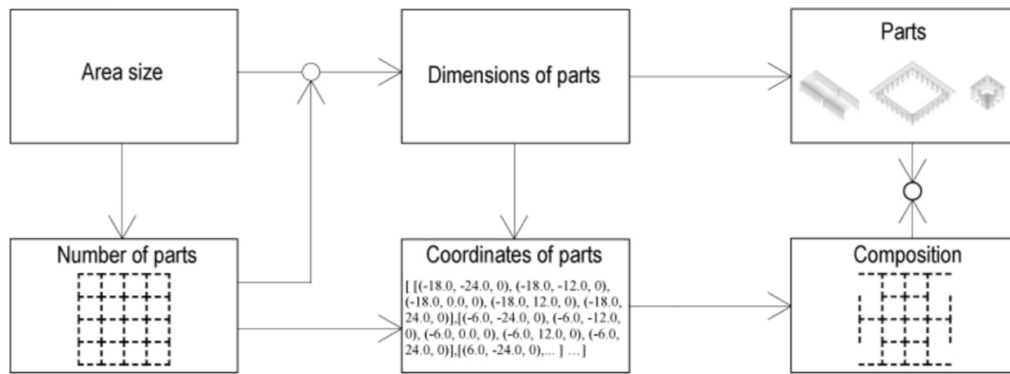 Area size
Dimensions of parts
Parts
Number of parts
Coordinates of parts
[ [(-18.0, -24.0, 0), (-18.0, -12.0, 0),
(-18.0, 0.0, 0), (-18.0, 12.0, 0), (-18.0,
24.0, 0)],[(-6.0, -24.0, 0), (-6.0, -12.0,
0), (-6.0, 0.0, 0), (-6.0, 12.0, 0), (-6.0,
24.0, 0)],[(6.0, -24.0, 0),... ] ...]
Composition